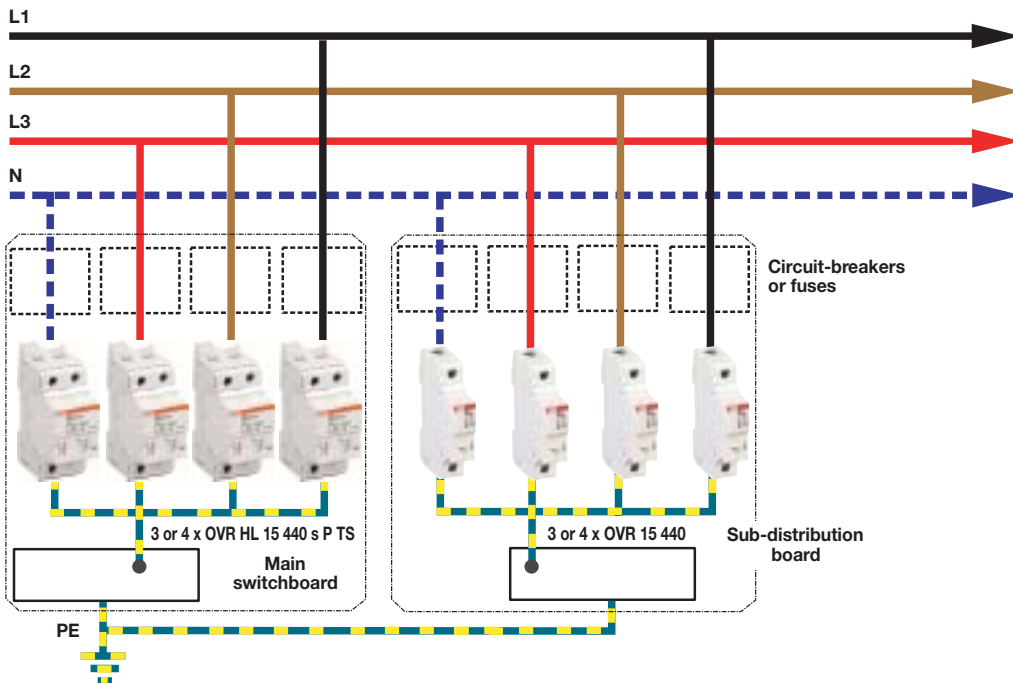 L1
L2
L3
N
Circuit-breakers
or fuses
3 or 4 x OVR HL 15 440 s P TS
3 or 4 x OVR 15 440
Main
switchboard
Sub-distribution
board
PE